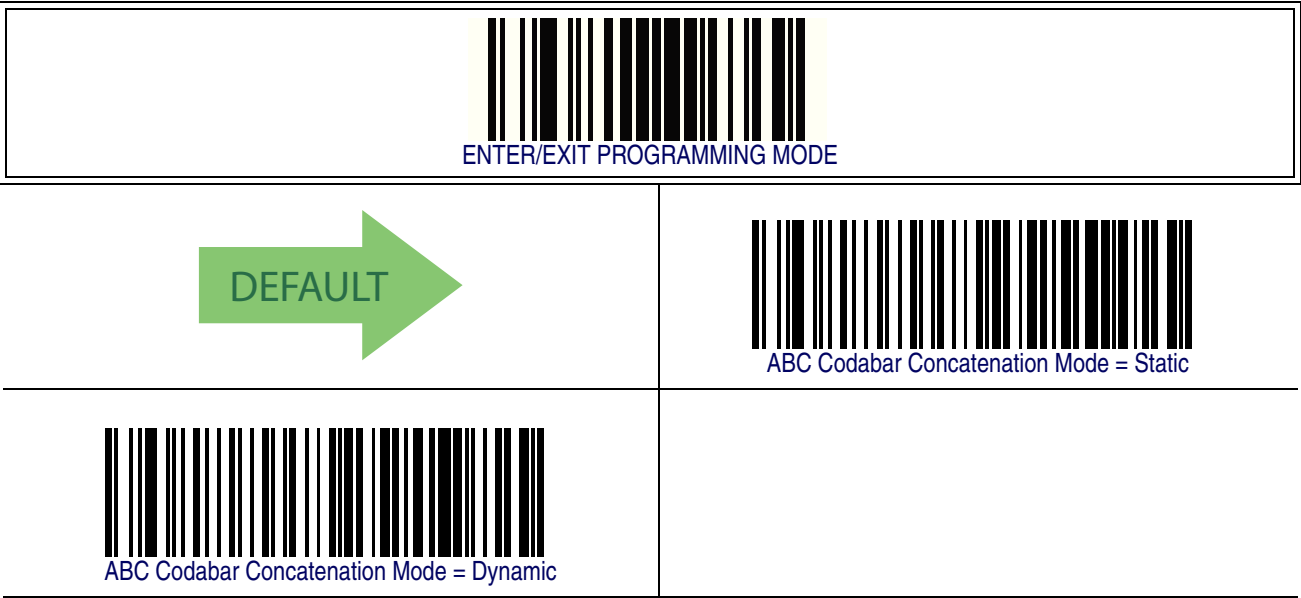 ENTER/EXIT PROGRAMMING MODE
DEFAULT
ABC Codabar Concatenation Mode = Static
ABC Codabar Concatenation Mode = Dynamic